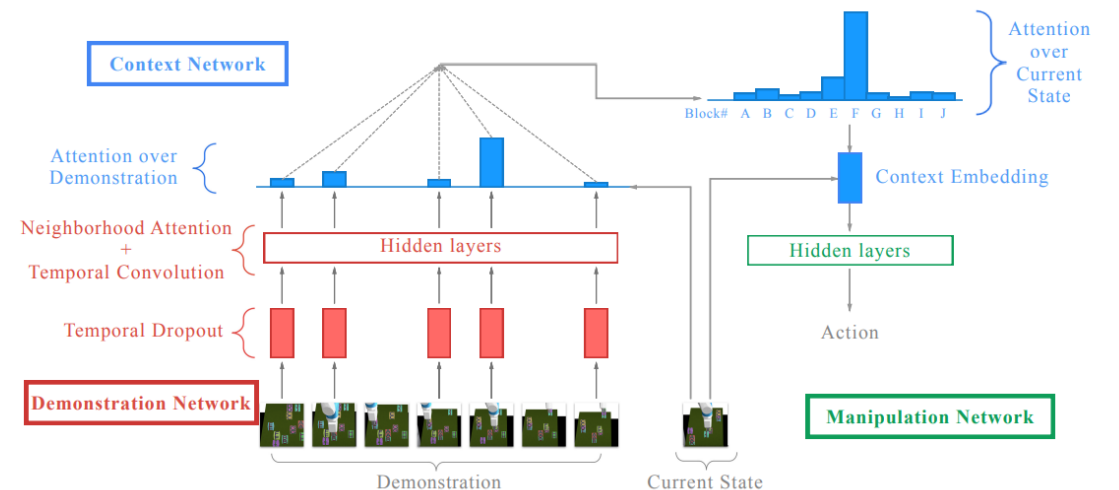 Context Network
Attention over
Demonstration
Neighborhood Attention
+
Temporal Convolution
Hidden layers
Temporal Dropout
Demonstration Network
Demonstration
Current State
Block# A B C D E F G H I J
Attention
over
Current
State
Context Embedding
Hidden layers
Action
Manipulation Network